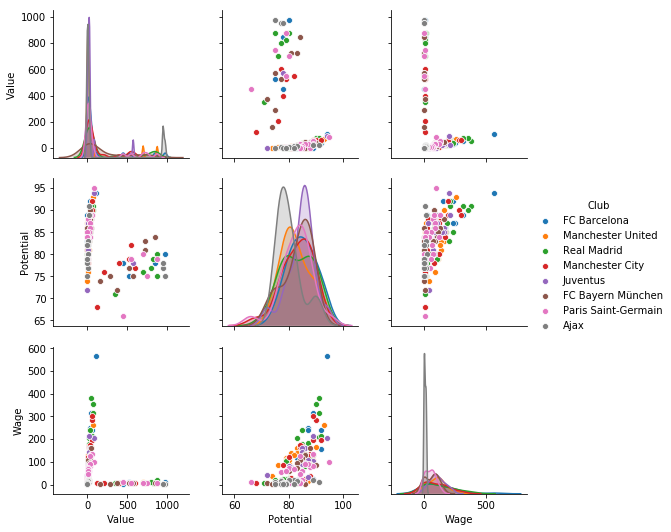 1000
800
600
400
200
0
Value
95
90
85
80
75
70
65
Potential
Club
FC Barcelona
Manchester United
Real Madrid
Manchester City
Juventus
FC Bayern München
Paris Saint-Germain
Ajax
600
500
400
300
200
100
0
Wage
0 500 1000
60 80 100
0 500
Value Potential Wage